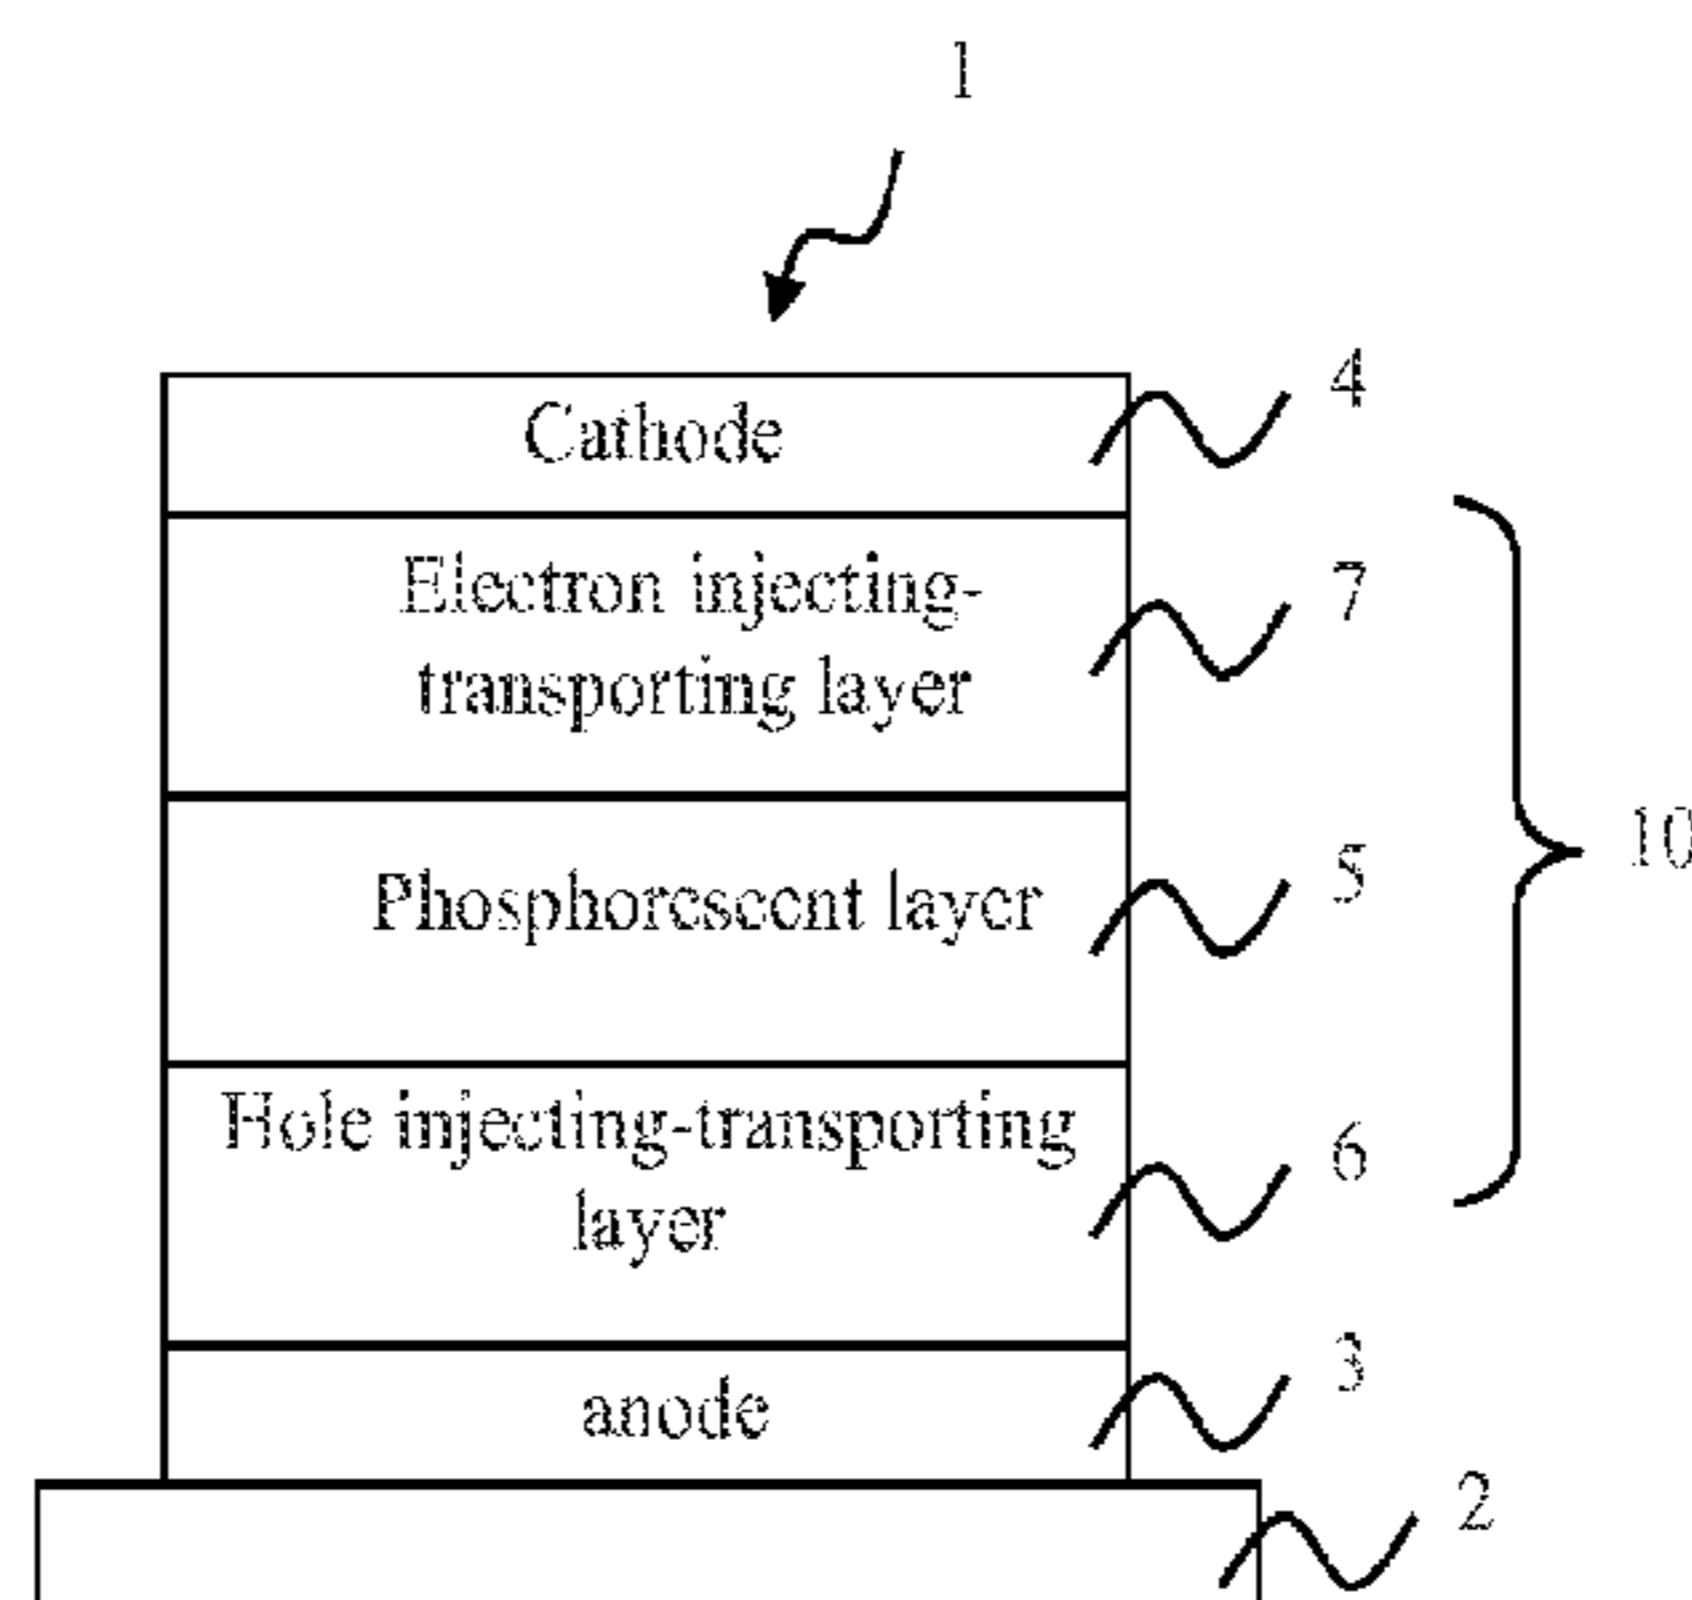 1
Cathode
4
Electron injecting-
transporting layer
7
Phosphorescent layer
5
10
Hole injecting-transporting
layer
6
anode
3
2